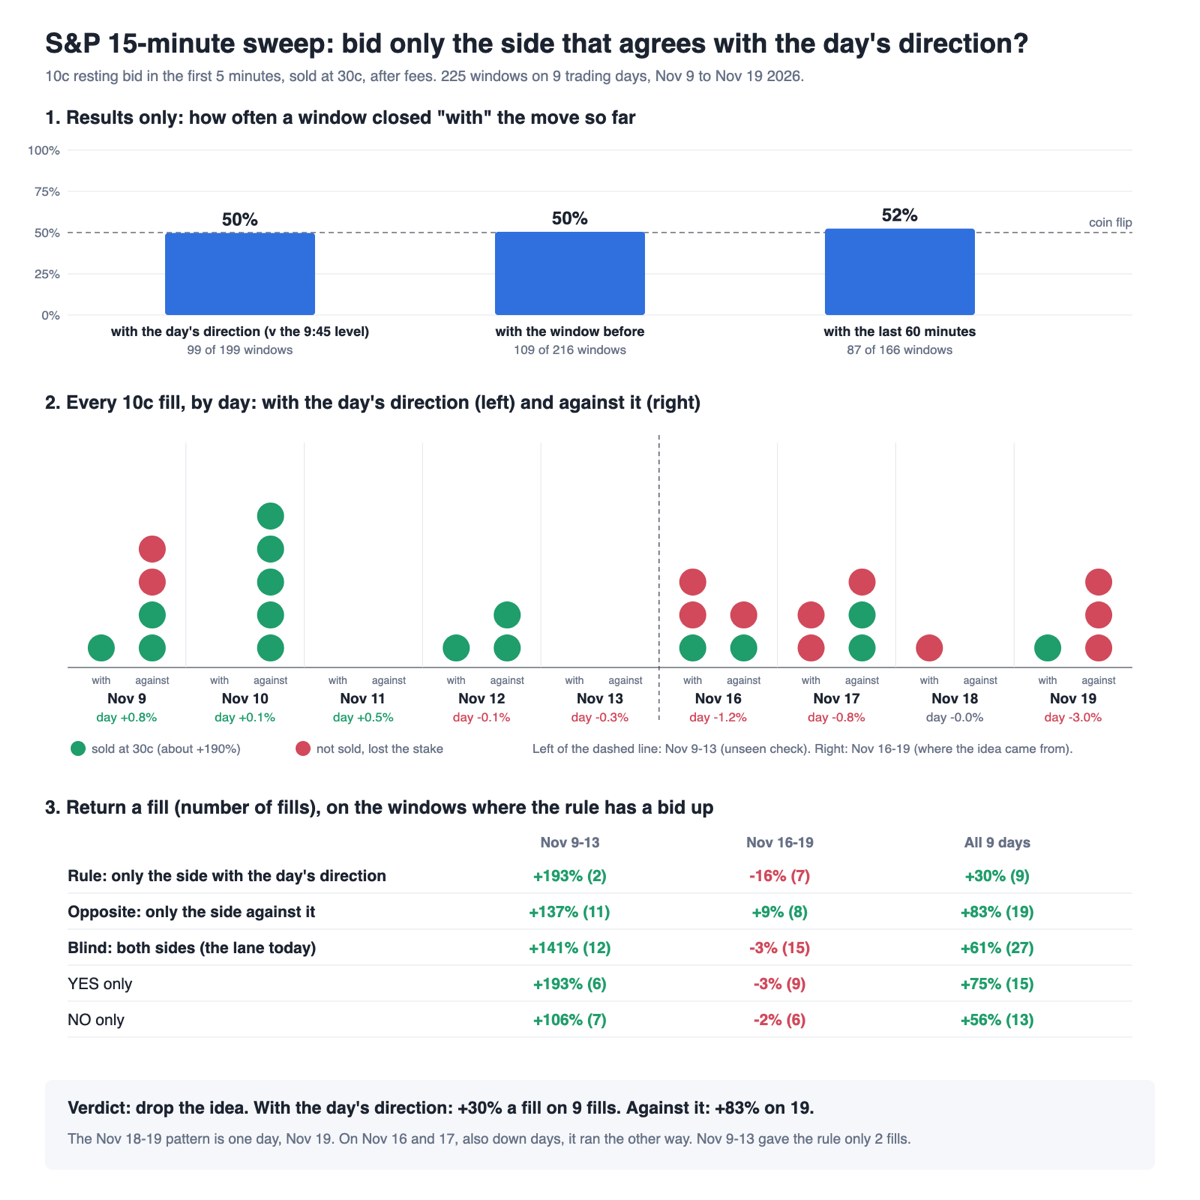 S&P 15-minute sweep: bid only the side that agrees with the day's direction?
10c resting bid in the first 5 minutes, sold at 30c, after fees. 225 windows on 9 trading days, Nov 9 to Nov 19 2026.
1. Results only: how often a window closed "with" the move so far
100%
75%
50%
25%
0%
50%
50%
52%
coin flip
with the day's direction (v the 9:45 level)
99 of 199 windows
with the window before
109 of 216 windows
with the last 60 minutes
87 of 166 windows
2. Every 10c fill, by day: with the day's direction (left) and against it (right)
with against with against with against with against with against with against with against with against with against
Nov 9 Nov 10 Nov 11 Nov 12 Nov 13 Nov 16 Nov 17 Nov 18 Nov 19
day +0.8% day +0.1% day +0.5% day -0.1% day -0.3% day -1.2% day -0.8% day -0.0% day -3.0%
sold at 30c (about +190%) not sold, lost the stake Left of the dashed line: Nov 9-13 (unseen check). Right: Nov 16-19 (where the idea came from).
3. Return a fill (number of fills), on the windows where the rule has a bid up
Nov 9-13 Nov 16-19 All 9 days
Rule: only the side with the day's direction +193% (2) -16% (7) +30% (9)
Opposite: only the side against it +137% (11) +9% (8) +83% (19)
Blind: both sides (the lane today) +141% (12) -3% (15) +61% (27)
YES only +193% (6) -3% (9) +75% (15)
NO only +106% (7) -2% (6) +56% (13)
Verdict: drop the idea. With the day's direction: +30% a fill on 9 fills. Against it: +83% on 19.
The Nov 18-19 pattern is one day, Nov 19. On Nov 16 and 17, also down days, it ran the other way. Nov 9-13 gave the rule only 2 fills.